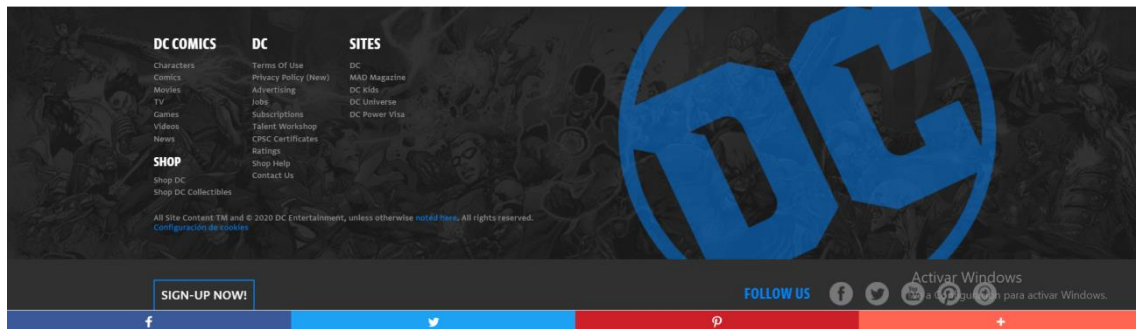 DC COMICS
Characters
Comics
Movies
TV
Games
Videos
News
SHOP
Shop DC
Shop DC Collectibles
DC
Terms Of Use
Privacy Policy (New)
Advertising
Jobs
Subscriptions
Talent Workshop
CPSC Certificates
Ratings
Shop Help
Contact Us
SITES
DC
MAD Magazine
DC Kids
DC Universe
DC Power Visa
All Site Content TM and © 2020 DC Entertainment, unless otherwise noted here. All rights reserved.
Configuración de cookies
DC
SIGN-UP NOW!
FOLLOW US
Activar Windows
para activar Windows.